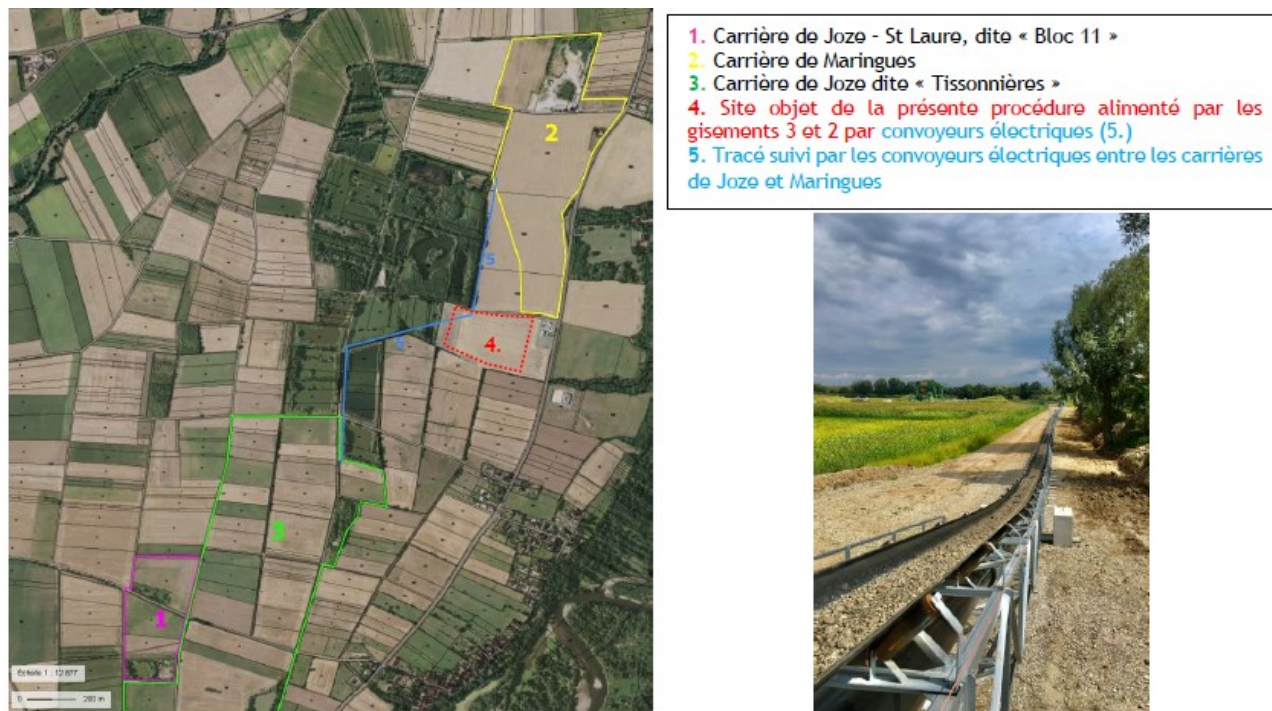 1. Carrière de Joze - St Laure, dite « Bloc 11 »
2. Carrière de Maringues
3. Carrière de Joze dite « Tissonnières »
4. Site objet de la présente procédure alimenté par les
gisements 3 et 2 par convoyeurs électriques (5.)
5. Tracé suivi par les convoyeurs électriques entre les carrières
de Joze et Maringues
2
5
4.
3
1
0